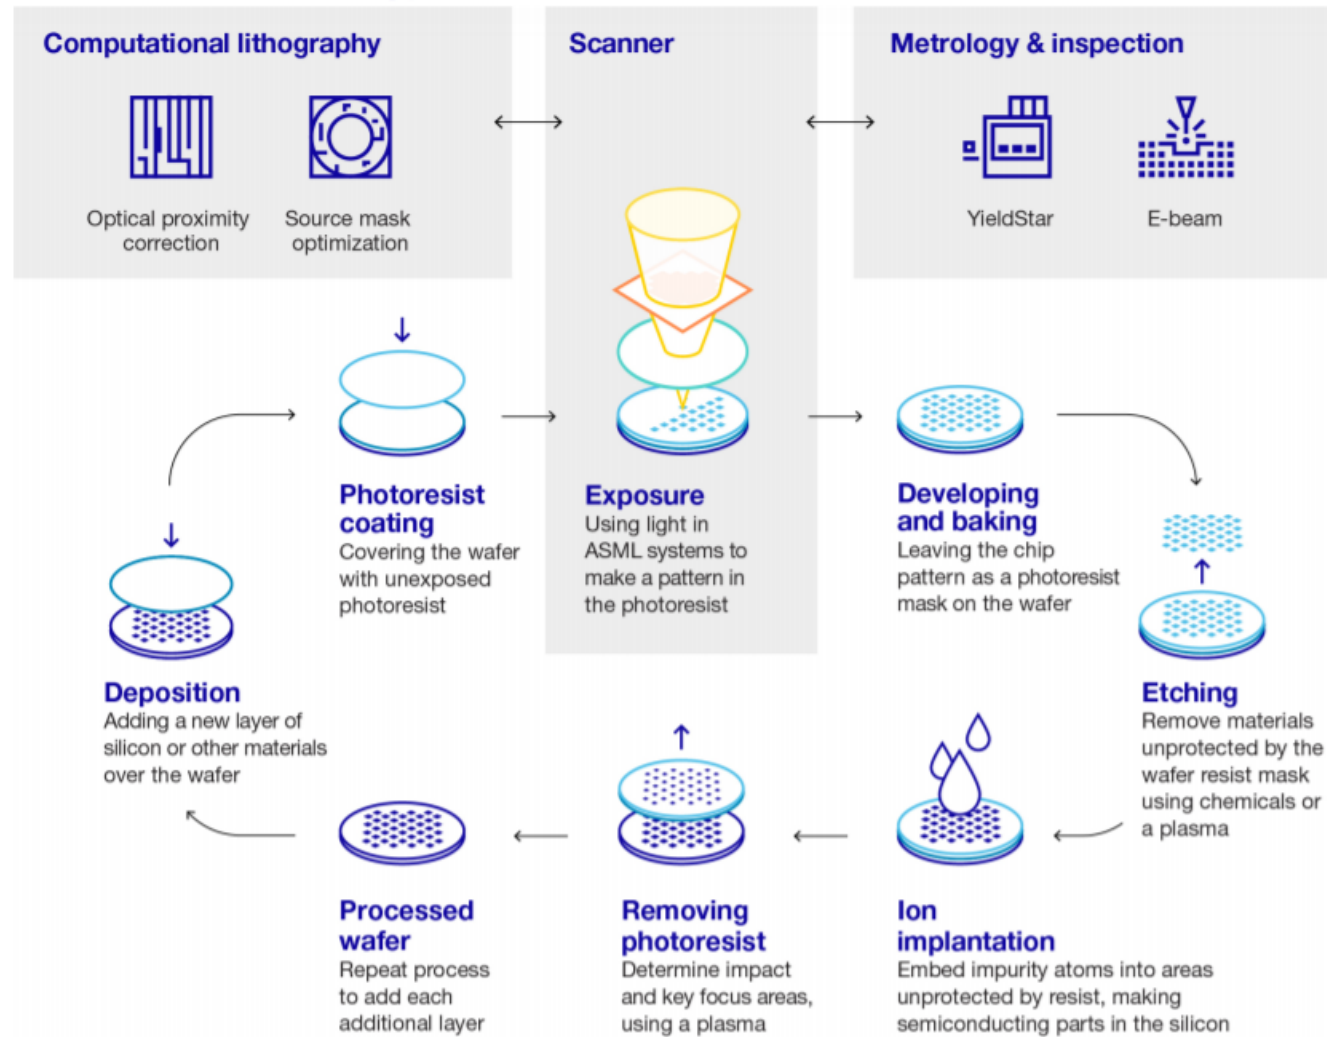 Computational lithography
Optical proximity
correction
Source mask
optimization
Scanner
Metrology & inspection
YieldStar
E-beam
Photoresist
coating
Covering the wafer
with unexposed
photoresist
Exposure
Using light in
ASML systems to
make a pattern in
the photoresist
Developing
and baking
Leaving the chip
pattern as a photoresist
mask on the wafer
Etching
Remove materials
unprotected by the
wafer resist mask
using chemicals or
a plasma
Ion
implantation
Embed impurity atoms into areas
unprotected by resist, making
semiconducting parts in the silicon
Removing
photoresist
Determine impact
and key focus areas,
using a plasma
Processed
wafer
Repeat process
to add each
additional layer
Deposition
Adding a new layer of
silicon or other materials
over the wafer